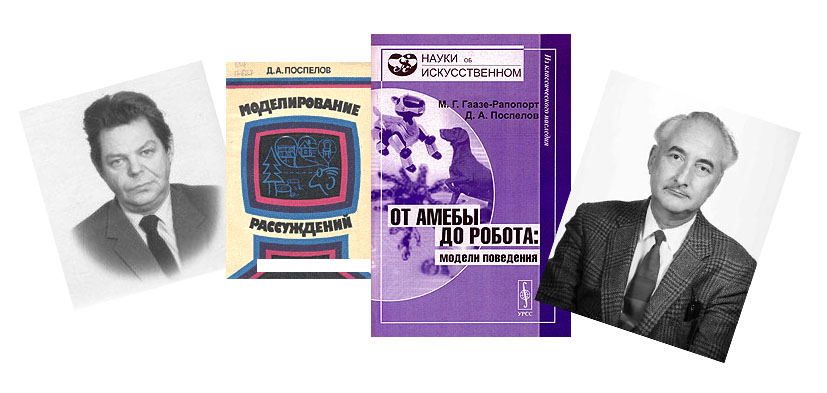 Д.А. ПОСПЕЛОВ
МОДЕЛИРОВАНИЕ
РАССУЖДЕНИЙ
НАУКИ ОБ
ИСКУССТВЕННОМ
Из классического наследия
М. Г. Гаазе-Рапопорт
Д. А. Поспелов
ОТ АМЕБЫ
ДО РОБОТА:
модели поведения
УРСС